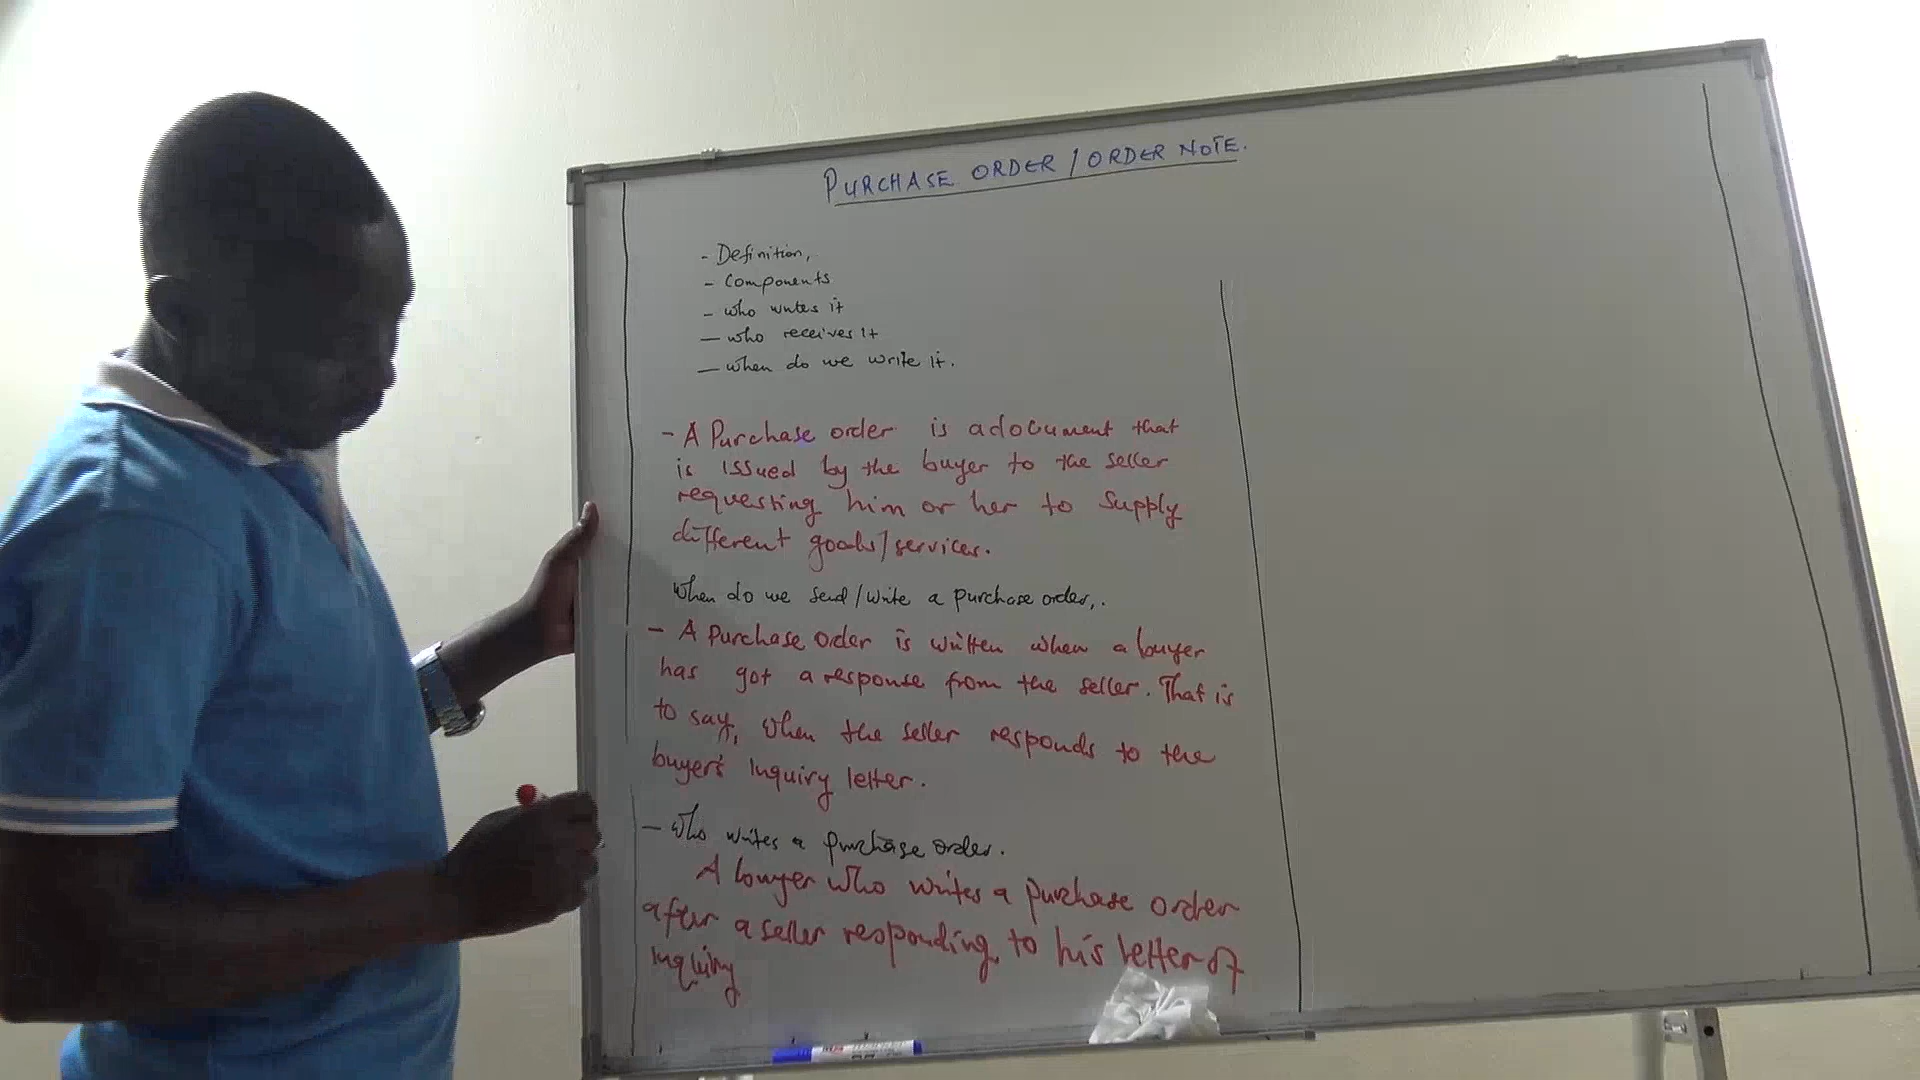 PURCHASE ORDER / ORDER NOTE.
- Definition,
- Components
- who writes it
- who receives it
- when do we write it.
- A Purchase order is a document that
is issued by the buyer to the seller
requesting him or her to supply
different goods/services.
When do we send/write a purchase order,.
- A purchase order is written when a buyer
has got a response from the seller. That is
to say, when the seller responds to the
buyer's inquiry letter.
- Who writes a purchase order.
A buyer who writes a purchase order
after a seller responding to his letter of
inquiry